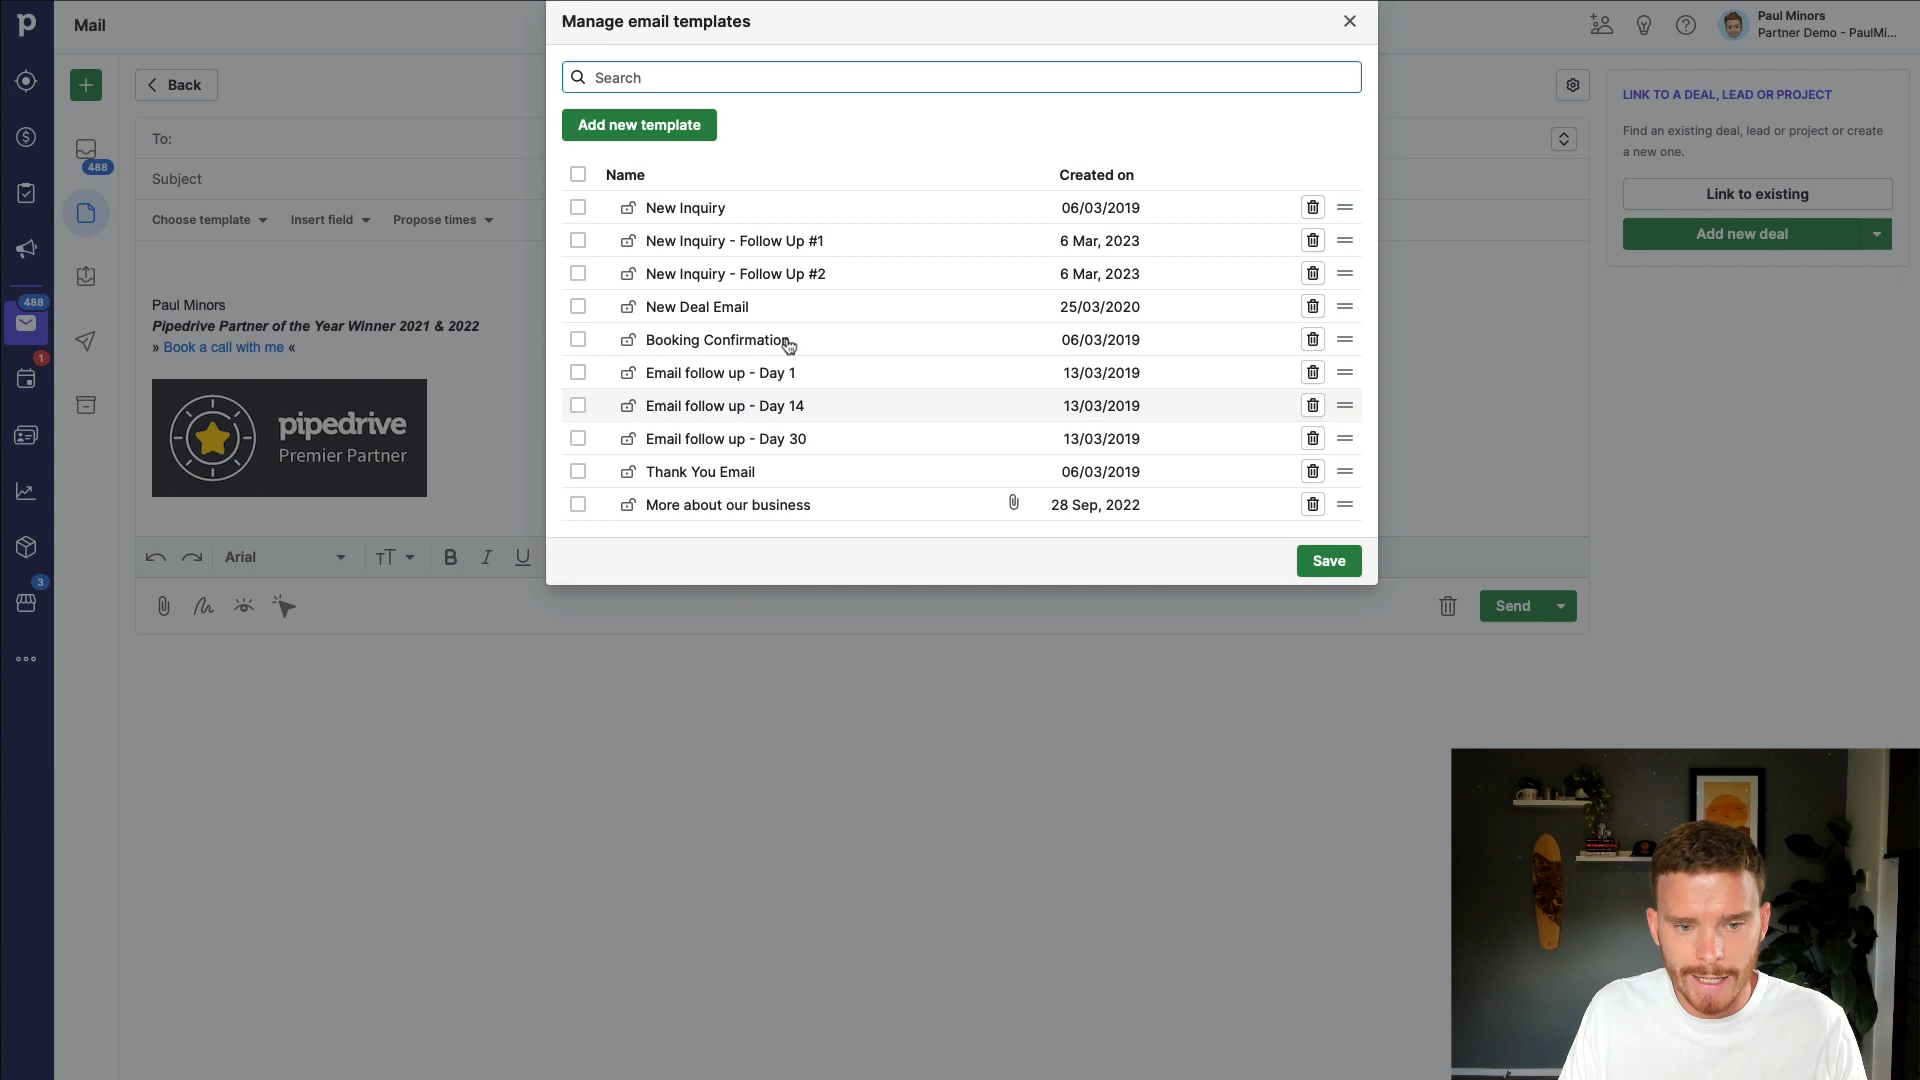 Mail
Manage email templates
Paul Minors
Partner Demo - PaulMi...
Back
Search
LINK TO A DEAL, LEAD OR PROJECT
Find an existing deal, lead or project or create
a new one.
Link to existing
Add new deal
To:
Subject
Choose template
Insert field
Propose times
Add new template
Name
Created on
New Inquiry
06/03/2019
New Inquiry - Follow Up #1
6 Mar, 2023
New Inquiry - Follow Up #2
6 Mar, 2023
New Deal Email
25/03/2020
Booking Confirmation
06/03/2019
Email follow up - Day 1
13/03/2019
Email follow up - Day 14
13/03/2019
Email follow up - Day 30
13/03/2019
Thank You Email
06/03/2019
More about our business
28 Sep, 2022
Save
488
488
1
3
Paul Minors
Pipedrive Partner of the Year Winner 2021 & 2022
» Book a call with me «
pipedrive
Premier Partner
Arial
TT
B
I
U
Send